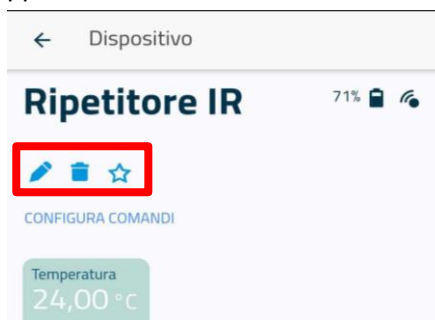 Dispositivo
Ripetitore IR 71%
CONFIGURA COMANDI
Temperatura
24,00 °C